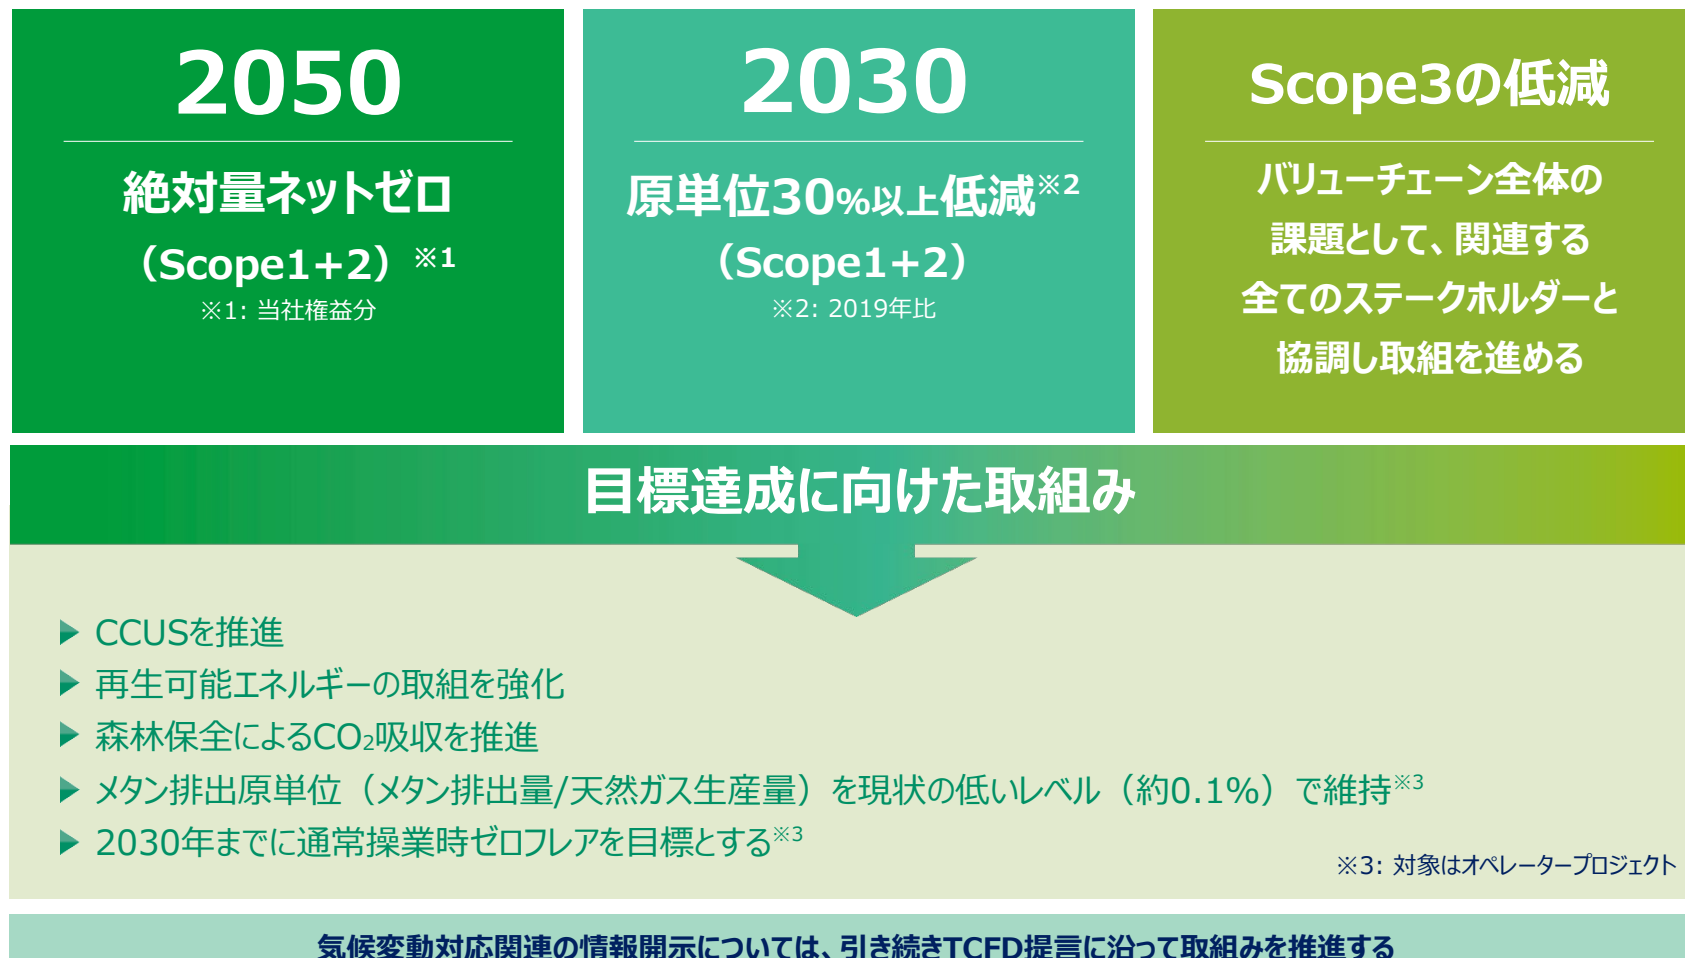 2050
絶対量ネットゼロ
（Scope1+2）※1
※1: 当社権益分
2030
原単位30%以上低減※2
（Scope1+2）
※2: 2019年比
Scope3の低減
バリューチェーン全体の
課題として、関連する
全てのステークホルダーと
協調し取組を進める
目標達成に向けた取組み
CCUSを推進
再生可能エネルギーの取組を強化
森林保全によるCO₂吸収を推進
メタン排出原単位（メタン排出量/天然ガス生産量）を現状の低いレベル（約0.1%）で維持※3
2030年までに通常操業時ゼロフレアを目標とする※3
※3: 対象はオペレータープロジェクト
気候変動対応関連の情報開示については、引き続きTCFD提言に沿って取組みを推進する